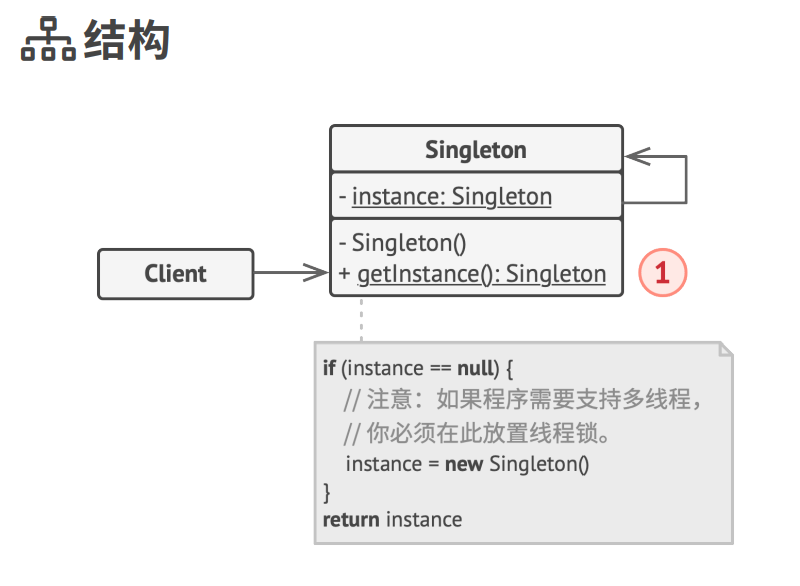 结构
Singleton
- instance: Singleton
- Singleton()
+ getInstance(): Singleton
Client
1
if (instance == null) {
// 注意：如果程序需要支持多线程，
// 你必须在此放置线程锁。
instance = new Singleton()
}
return instance